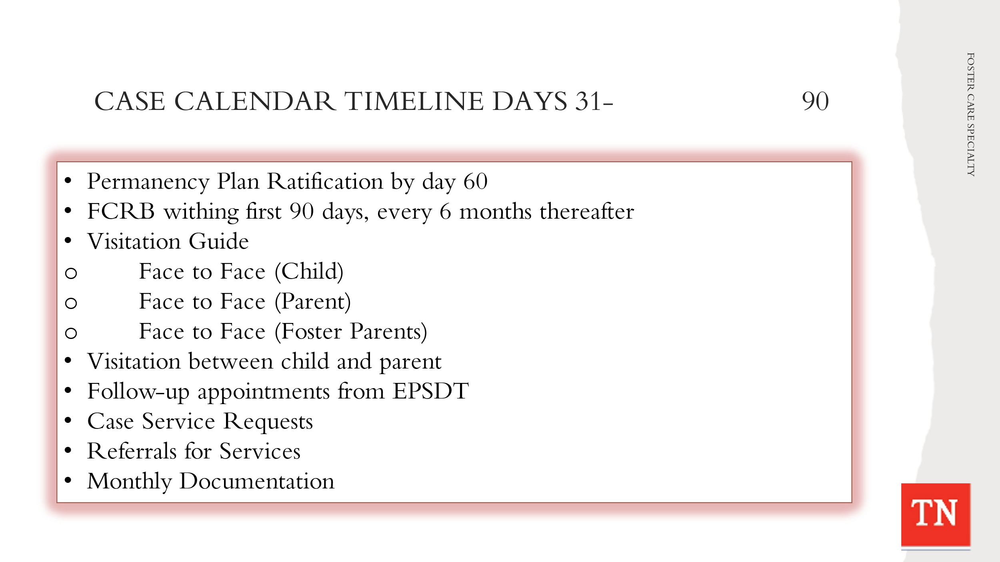 CASE CALENDAR TIMELINE DAYS 31- 90
• Permanency Plan Ratification by day 60
• FCRB withing first 90 days, every 6 months thereafter
• Visitation Guide
o Face to Face (Child)
o Face to Face (Parent)
o Face to Face (Foster Parents)
• Visitation between child and parent
• Follow-up appointments from EPSDT
• Case Service Requests
• Referrals for Services
• Monthly Documentation
FOSTER CARE SPECIALTY
TN